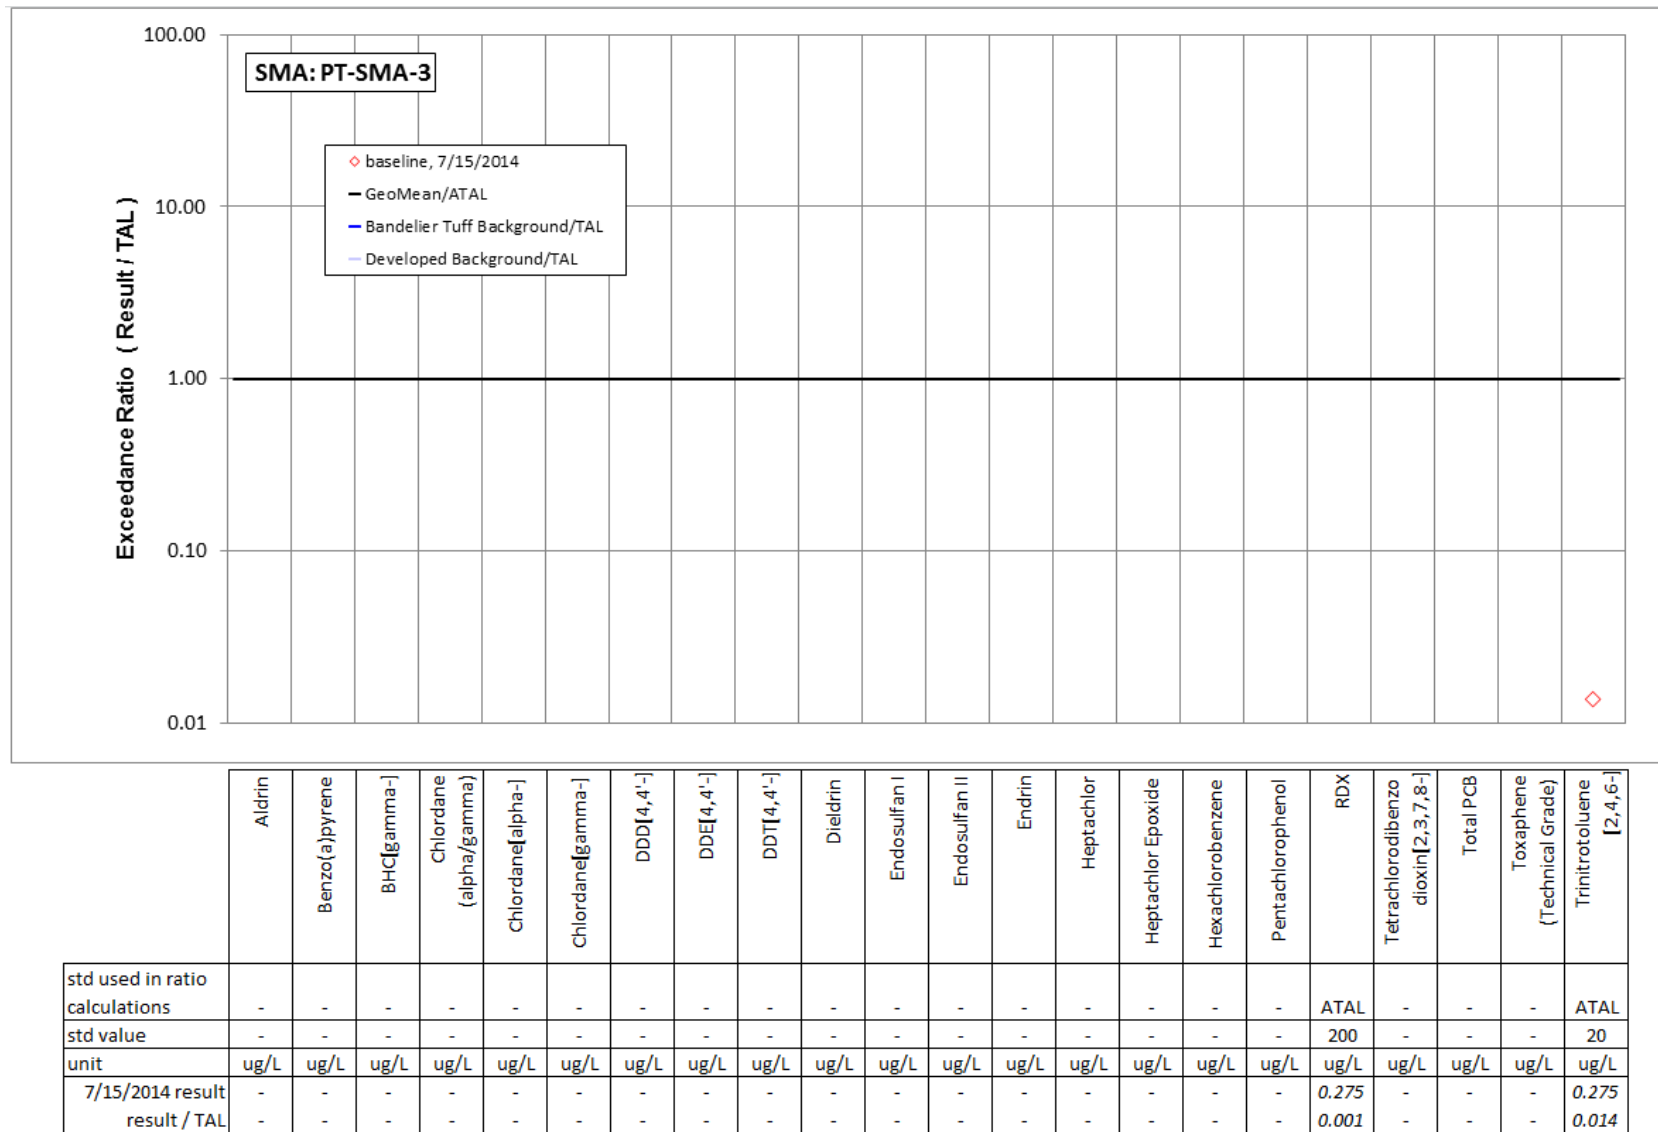 100.00
SMA: PT-SMA-3
baseline, 7/15/2014
GeoMean/ATAL
Bandelier Tuff Background/TAL
Developed Background/TAL
10.00
1.00
0.10
0.01
Exceedance Ratio ( Result / TAL )
Aldrin
Benzo(a)pyrene
BHC[gamma-]
Chlordane
(alpha/gamma)
Chlordane[alpha-]
Chlordane[gamma-]
DDD[4,4'-]
DDE[4,4'-]
DDT[4,4'-]
Dieldrin
Endosulfan I
Endosulfan II
Endrin
Heptachlor
Heptachlor Epoxide
Hexachlorobenzene
Pentachlorophenol
RDX
Tetrachlorodibenzo
dioxin[2,3,7,8-]
Total PCB
Toxaphene
(Technical Grade)
Trinitrotoluene
[2,4,6-]
std used in ratio
calculations - - - - - - - - - - - - - - - - - ATAL - - - ATAL
std value - - - - - - - - - - - - - - - - - 200 - - - 20
unit ug/L ug/L ug/L ug/L ug/L ug/L ug/L ug/L ug/L ug/L ug/L ug/L ug/L ug/L ug/L ug/L ug/L ug/L ug/L ug/L ug/L ug/L
7/15/2014 result - - - - - - - - - - - - - - - - - 0.275 - - - 0.275
result / TAL - - - - - - - - - - - - - - - - - 0.001 - - - 0.014